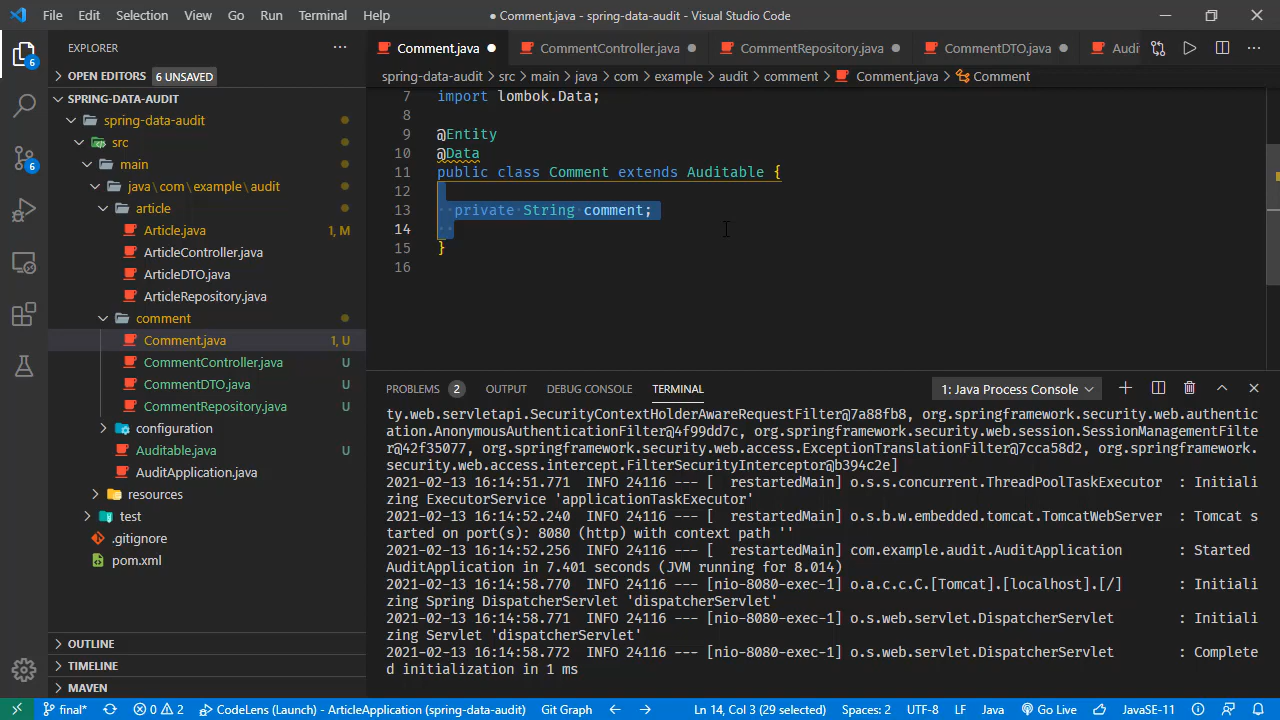 File Edit Selection View Go Run Terminal Help
● Comment.java - spring-data-audit - Visual Studio Code
EXPLORER
OPEN EDITORS 6 UNSAVED
SPRING-DATA-AUDIT
spring-data-audit
src
main
java\com\example\audit
article
Article.java 1, M
ArticleController.java
ArticleDTO.java
ArticleRepository.java
comment
Comment.java 1, U
CommentController.java U
CommentDTO.java U
CommentRepository.java U
configuration
Auditable.java U
AuditApplication.java
resources
test
.gitignore
pom.xml
OUTLINE
TIMELINE
MAVEN
6
6
Comment.java ● CommentController.java ● CommentRepository.java ● CommentDTO.java ● Audi
spring-data-audit > src > main > java > com > example > audit > comment > Comment.java > Comment
7 import lombok.Data;
8
9 @Entity
10 @Data
11 public class Comment extends Auditable {
12
13 private String comment;
14
15 }
16
PROBLEMS 2 OUTPUT DEBUG CONSOLE TERMINAL 1: Java Process Console
ty.web.servletapi.SecurityContextHolderAwareRequestFilter@7a88fb8, org.springframework.security.web.authentic
ation.AnonymousAuthenticationFilter@4f99dd7c, org.springframework.security.web.session.SessionManagementFilte
r@42f35077, org.springframework.security.web.access.ExceptionTranslationFilter@7cca58d2, org.springframework.
security.web.access.intercept.FilterSecurityInterceptor@b394c2e]
2021-02-13 16:14:51.771 INFO 24116 --- [ restartedMain] o.s.s.concurrent.ThreadPoolTaskExecutor : Initiali
zing ExecutorService 'applicationTaskExecutor'
2021-02-13 16:14:52.240 INFO 24116 --- [ restartedMain] o.s.b.w.embedded.tomcat.TomcatWebServer : Tomcat s
tarted on port(s): 8080 (http) with context path ''
2021-02-13 16:14:52.256 INFO 24116 --- [ restartedMain] com.example.audit.AuditApplication : Started
AuditApplication in 7.401 seconds (JVM running for 8.014)
2021-02-13 16:14:58.770 INFO 24116 --- [nio-8080-exec-1] o.a.c.c.C.[Tomcat].[localhost].[/] : Initiali
zing Spring DispatcherServlet 'dispatcherServlet'
2021-02-13 16:14:58.771 INFO 24116 --- [nio-8080-exec-1] o.s.web.servlet.DispatcherServlet : Initiali
zing Servlet 'dispatcherServlet'
2021-02-13 16:14:58.772 INFO 24116 --- [nio-8080-exec-1] o.s.web.servlet.DispatcherServlet : Complete
d initialization in 1 ms
final* 0 2 CodeLens (Launch) - ArticleApplication (spring-data-audit) Git Graph Ln 14, Col 3 (29 selected) Spaces: 2 UTF-8 LF Java Go Live JavaSE-11